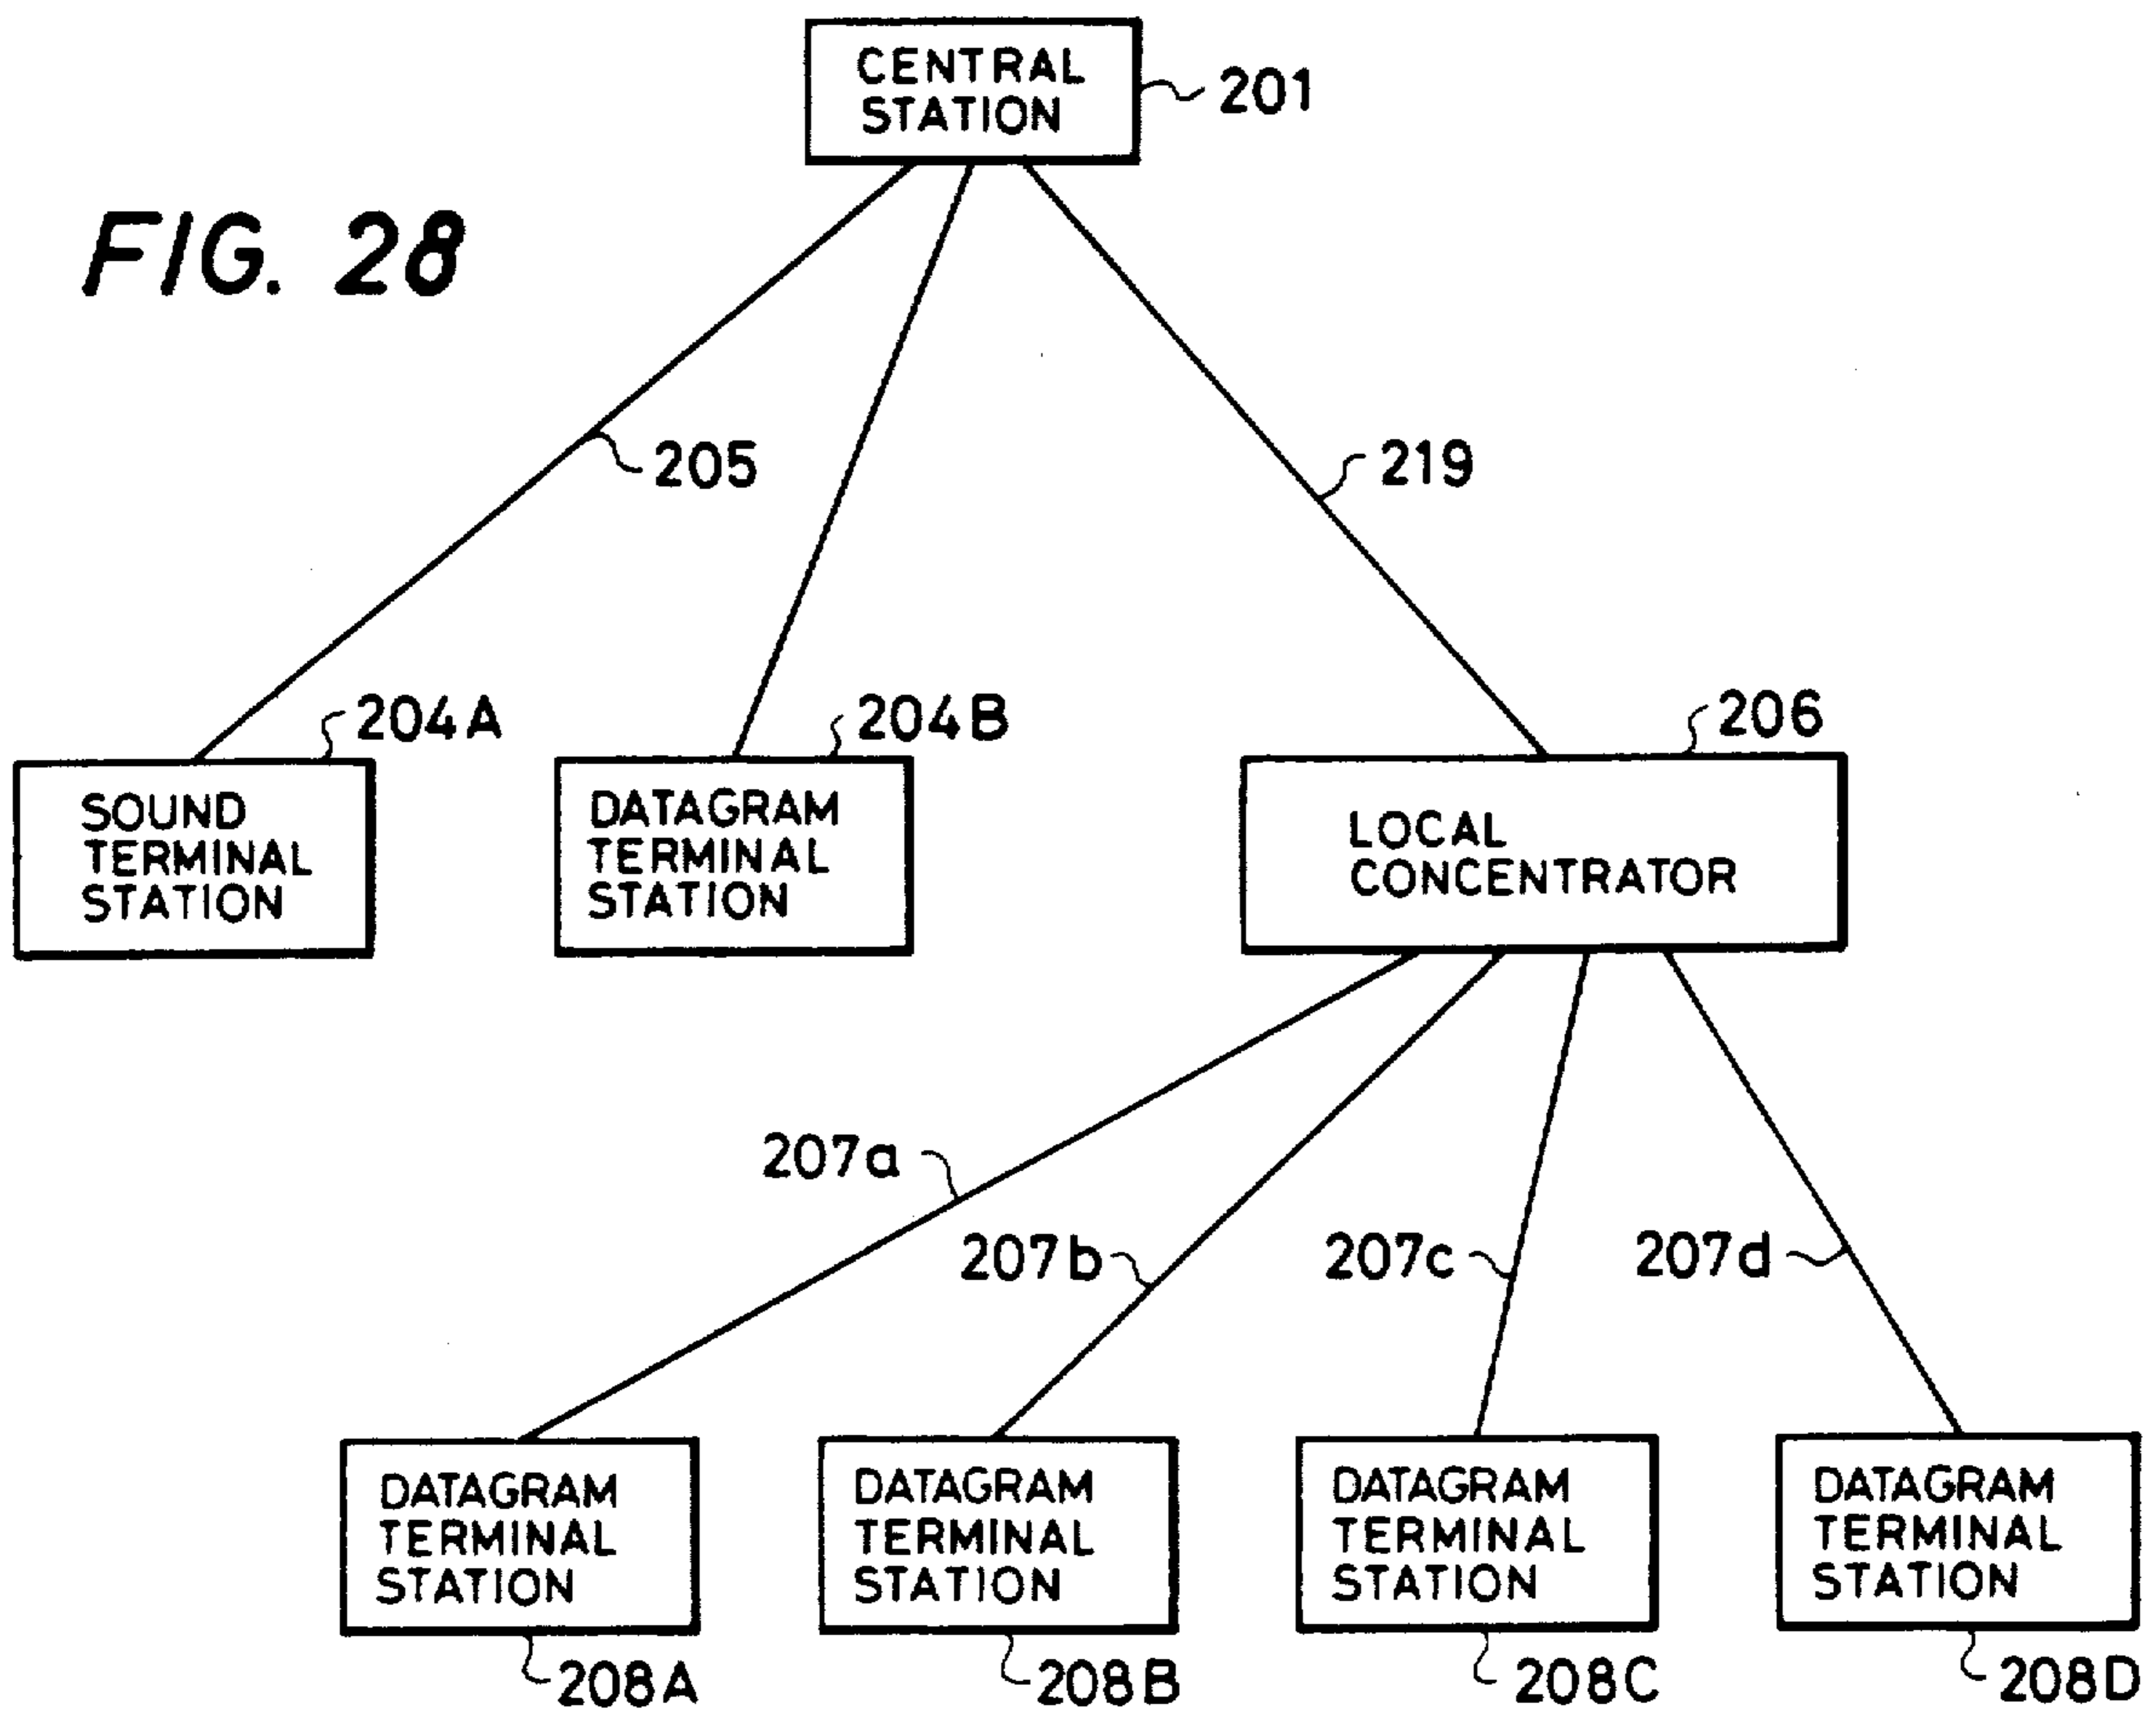 CENTRAL
STATION
201
FIG. 28
205
219
204A
204B
206
SOUND
TERMINAL
STATION
DATAGRAM
TERMINAL
STATION
LOCAL
CONCENTRATOR
207a
207b
207c
207d
DATAGRAM
TERMINAL
STATION
DATAGRAM
TERMINAL
STATION
DATAGRAM
TERMINAL
STATION
DATAGRAM
TERMINAL
STATION
208A
208B
208C
208D